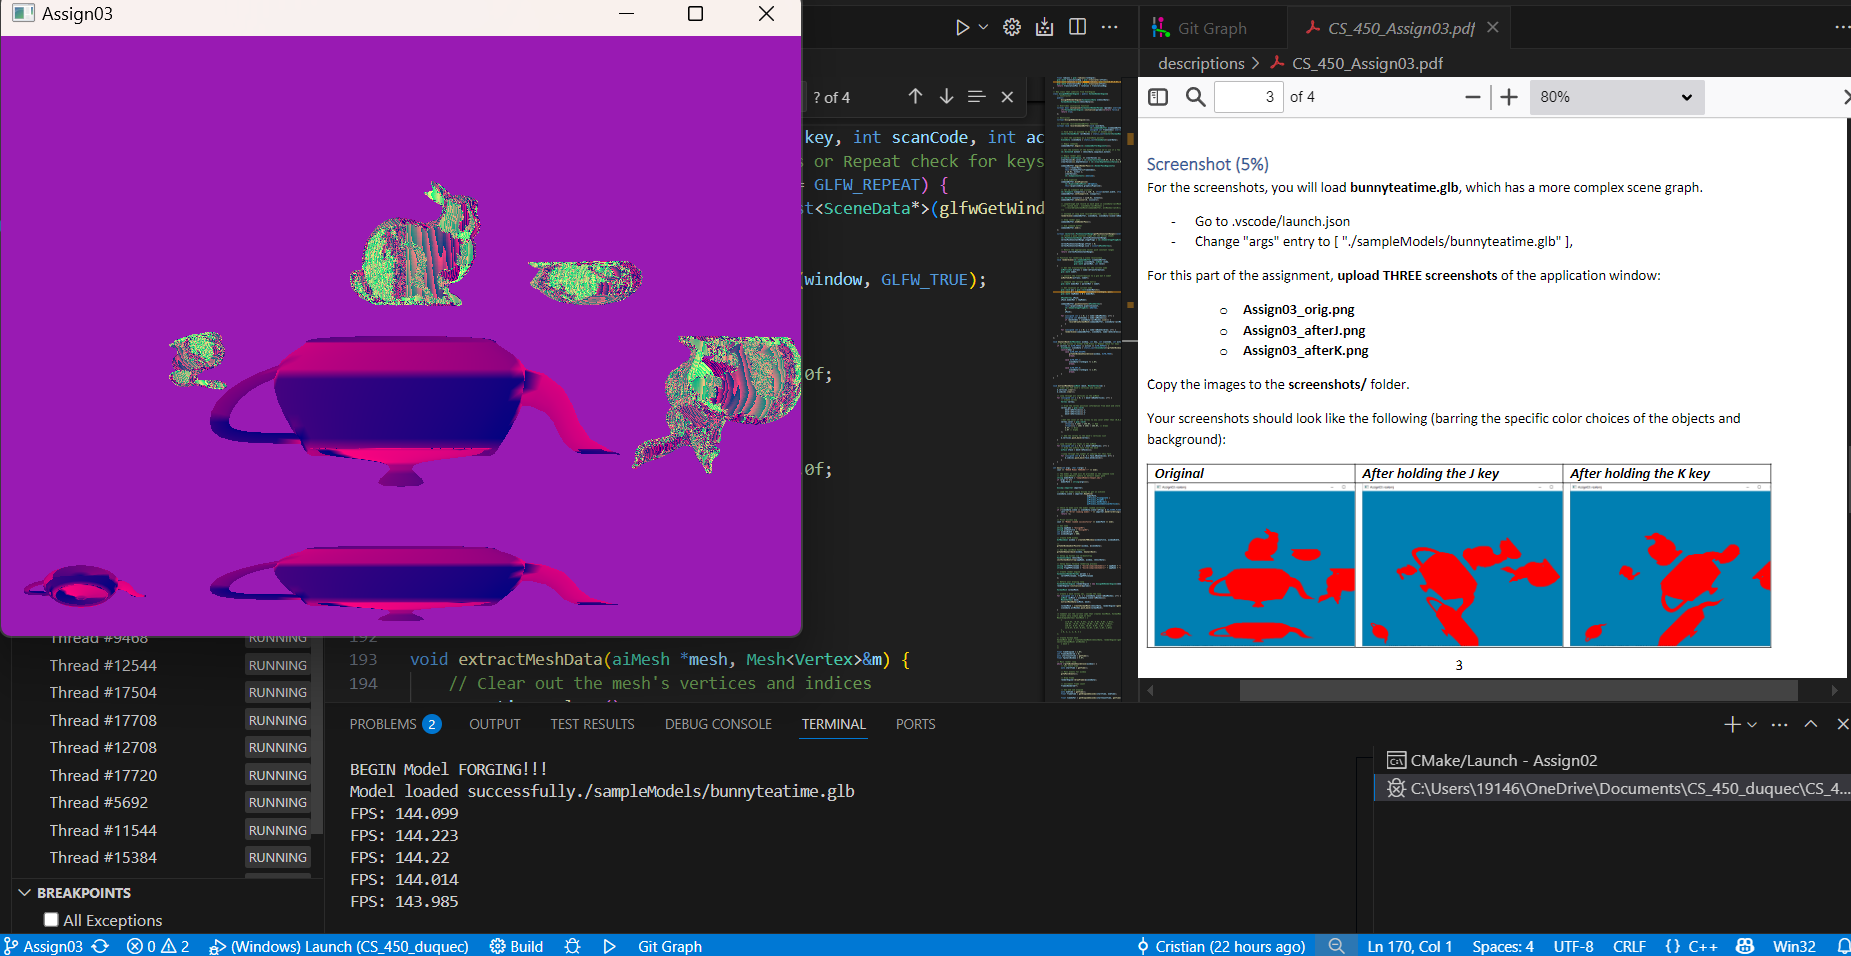 Assign03
Git Graph
CS_450_Assign03.pdf
descriptions > CS_450_Assign03.pdf
? of 4
3 of 4
80%
key, int scanCode, int ac
s or Repeat check for keys
= GLFW_REPEAT) {
st<SceneData*>(glfwGetWind
(window, GLFW_TRUE);
0f;
0f;
192
193 void extractMeshData(aiMesh *mesh, Mesh<Vertex>&m) {
194 // Clear out the mesh's vertices and indices
Screenshot (5%)
For the screenshots, you will load bunnyteatime.glb, which has a more complex scene graph.
- Go to .vscode/launch.json
- Change "args" entry to [ "./sampleModels/bunnyteatime.glb" ],
For this part of the assignment, upload THREE screenshots of the application window:
o Assign03_orig.png
o Assign03_afterJ.png
o Assign03_afterK.png
Copy the images to the screenshots/ folder.
Your screenshots should look like the following (barring the specific color choices of the objects and
background):
Original After holding the J key After holding the K key
3
Thread #9468 RUNNING
Thread #12544 RUNNING
Thread #17504 RUNNING
Thread #17708 RUNNING
Thread #12708 RUNNING
Thread #17720 RUNNING
Thread #5692 RUNNING
Thread #11544 RUNNING
Thread #15384 RUNNING
BREAKPOINTS
All Exceptions
PROBLEMS 2 OUTPUT TEST RESULTS DEBUG CONSOLE TERMINAL PORTS
BEGIN Model FORGING!!!
Model loaded successfully./sampleModels/bunnyteatime.glb
FPS: 144.099
FPS: 144.223
FPS: 144.22
FPS: 144.014
FPS: 143.985
CMake/Launch - Assign02
C:\Users\19146\OneDrive\Documents\CS_450_duquec\CS_4...
Assign03 0 2 (Windows) Launch (CS_450_duquec) Build Git Graph Cristian (22 hours ago) Ln 170, Col 1 Spaces: 4 UTF-8 CRLF {} C++ Win32